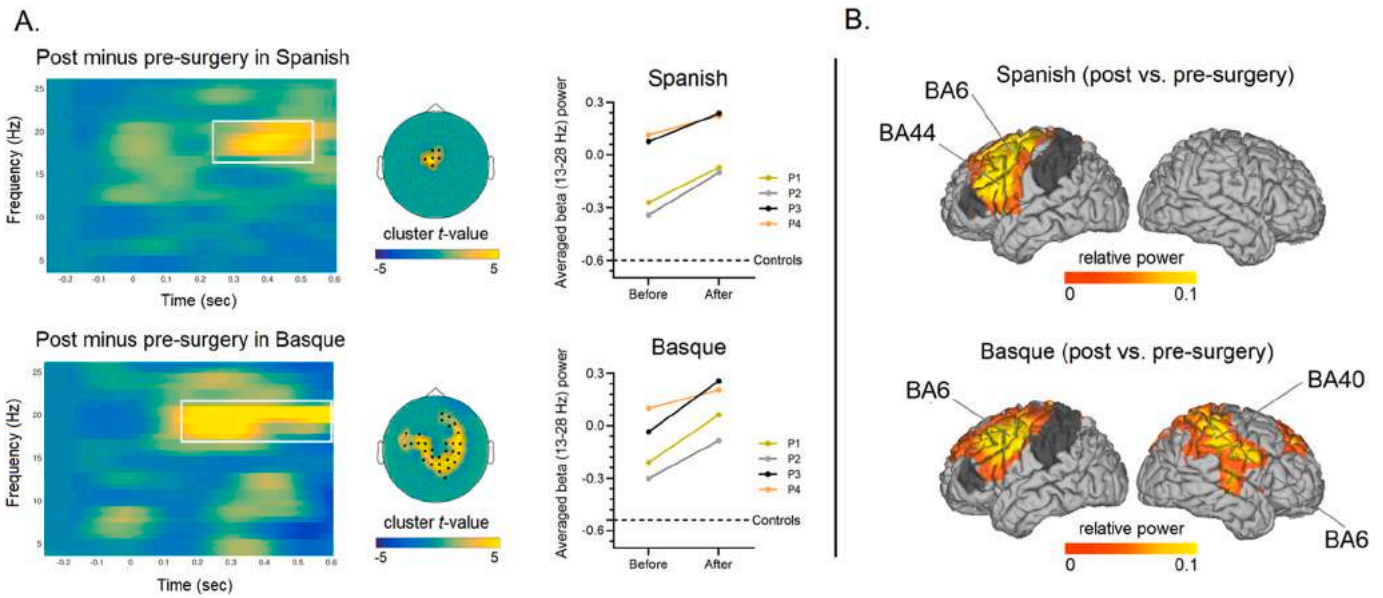 A.
Post minus pre-surgery in Spanish
Frequency (Hz)
25
20
15
10
5
-0.2
0
0.1
0.2
0.3
0.4
0.5
0.6
Time (sec)
cluster t-value
-5
5
Spanish
Averaged beta (13-28 Hz) power
0.3
0.0
-0.3
-0.6
P1
P2
P3
P4
Controls
Before
After
Post minus pre-surgery in Basque
Frequency (Hz)
25
20
15
10
5
-0.2
0
0.1
0.2
0.3
0.4
0.5
0.6
Time (sec)
cluster t-value
-5
5
Basque
Averaged beta (13-28 Hz) power
0.3
0.0
-0.3
-0.6
P1
P2
P3
P4
Controls
Before
After
B.
Spanish (post vs. pre-surgery)
BA6
BA44
relative power
0
0.1
Basque (post vs. pre-surgery)
BA6
BA40
BA6
relative power
0
0.1